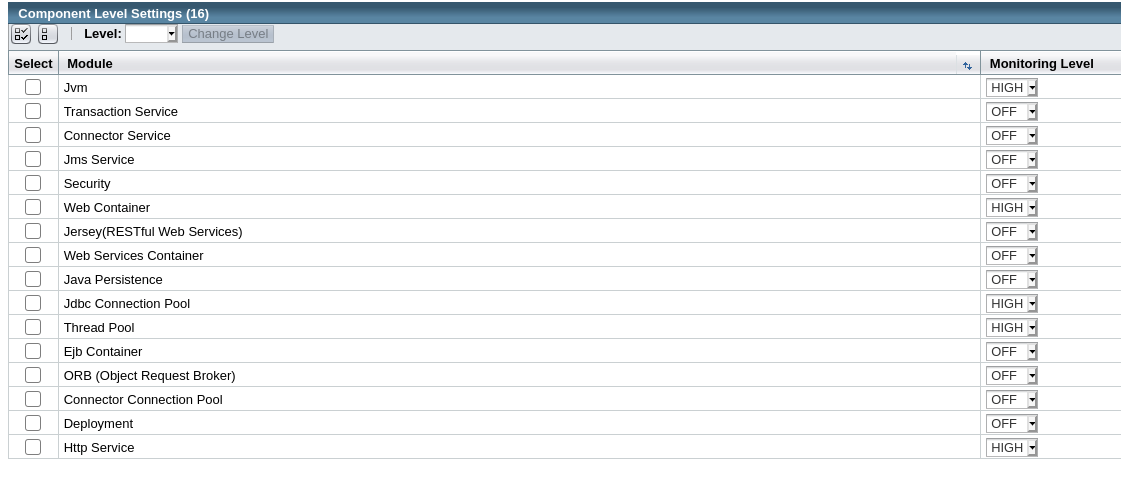 Component Level Settings (16)
Level: Change Level
Select Module Monitoring Level
Jvm HIGH
Transaction Service OFF
Connector Service OFF
Jms Service OFF
Security OFF
Web Container HIGH
Jersey(RESTful Web Services) OFF
Web Services Container OFF
Java Persistence OFF
Jdbc Connection Pool HIGH
Thread Pool HIGH
Ejb Container OFF
ORB (Object Request Broker) OFF
Connector Connection Pool OFF
Deployment OFF
Http Service HIGH